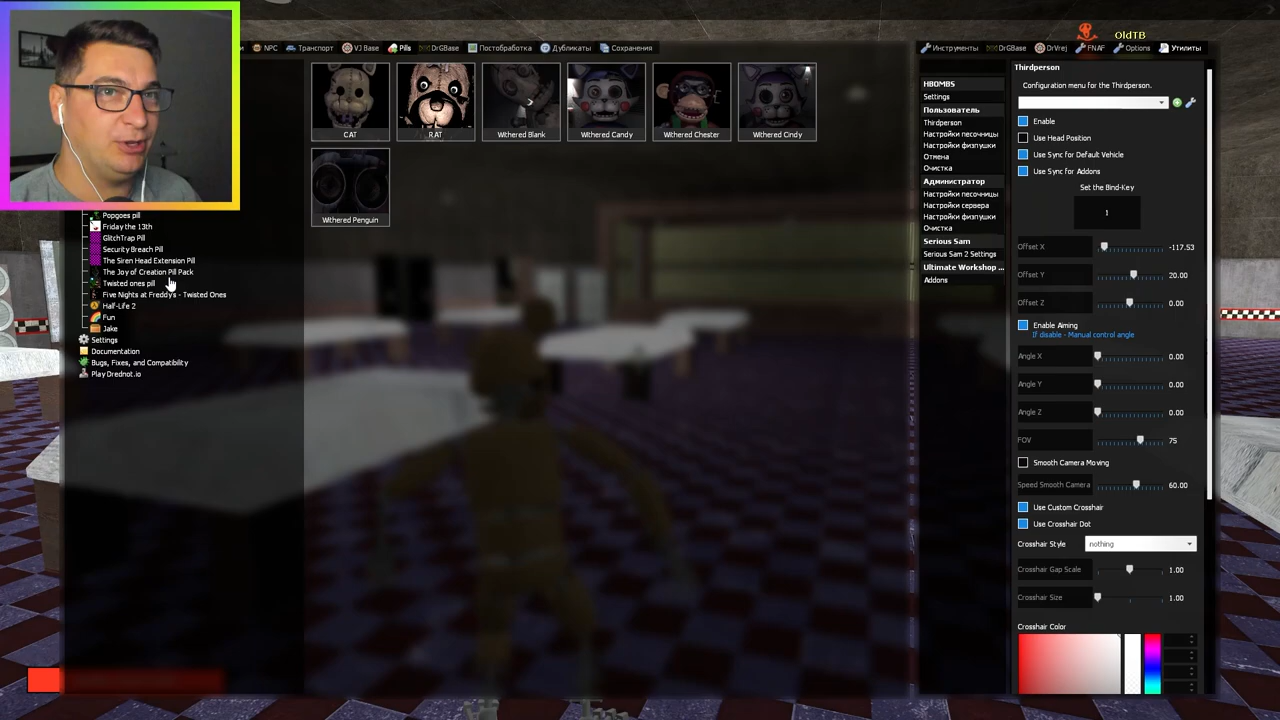 NPC
Транспорт
VJ Base
Pills
DrGBase
Постобработка
Дубликаты
Сохранения
Popgoes pill
Friday the 13th
GlitchTrap Pill
Security Breach Pill
The Siren Head Extension Pill
The Joy of Creation Pill Pack
Twisted ones pill
Five Nights at Freddy's - Twisted Ones
Half-Life 2
Fun
Jake
Settings
Documentation
Bugs, Fixes, and Compatibility
Play Drednot.io
CAT
RAT
Withered Blank
Withered Candy
Withered Chester
Withered Cindy
Withered Penguin
OldTB
Инструменты
DrGBase
DrVrej
FNAF
Options
Утилиты
HBOMBS
Settings
Пользователь
Thirdperson
Настройки песочницы
Настройки физпушки
Отмена
Очистка
Администратор
Настройки песочницы
Настройки сервера
Настройки физпушки
Очистка
Serious Sam
Serious Sam 2 Settings
Ultimate Workshop ...
Addons
Thirdperson
Configuration menu for the Thirdperson.
Enable
Use Head Position
Use Sync for Default Vehicle
Use Sync for Addons
Set the Bind-Key
1
Offset X -117.53
Offset Y 20.00
Offset Z 0.00
Enable Aiming
If disable - Manual control angle
Angle X 0.00
Angle Y 0.00
Angle Z 0.00
FOV 75
Smooth Camera Moving
Speed Smooth Camera 60.00
Use Custom Crosshair
Use Crosshair Dot
Crosshair Style nothing
Crosshair Gap Scale 1.00
Crosshair Size 1.00
Crosshair Color